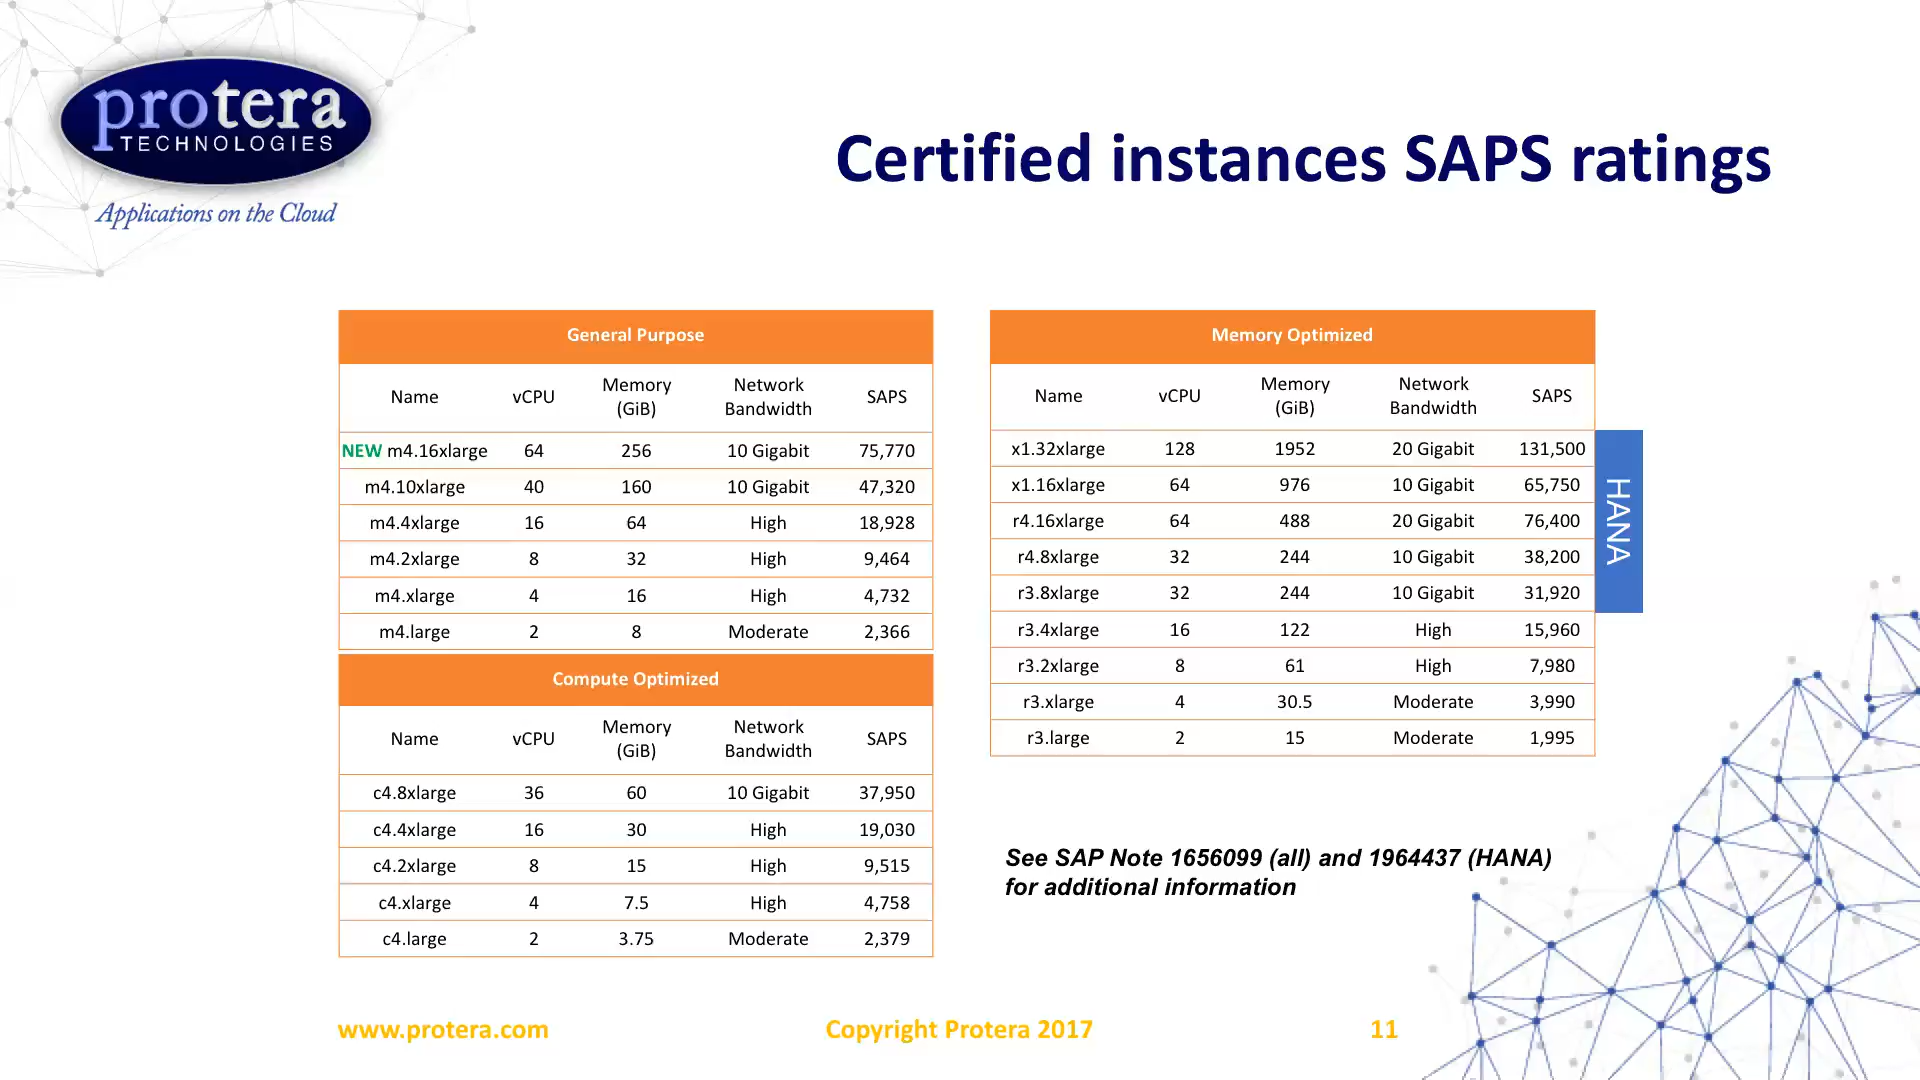 protera
TECHNOLOGIES
Applications on the Cloud
Certified instances SAPS ratings
General Purpose
Name vCPU Memory (GiB) Network Bandwidth SAPS
NEW m4.16xlarge 64 256 10 Gigabit 75,770
m4.10xlarge 40 160 10 Gigabit 47,320
m4.4xlarge 16 64 High 18,928
m4.2xlarge 8 32 High 9,464
m4.xlarge 4 16 High 4,732
m4.large 2 8 Moderate 2,366
Compute Optimized
Name vCPU Memory (GiB) Network Bandwidth SAPS
c4.8xlarge 36 60 10 Gigabit 37,950
c4.4xlarge 16 30 High 19,030
c4.2xlarge 8 15 High 9,515
c4.xlarge 4 7.5 High 4,758
c4.large 2 3.75 Moderate 2,379
Memory Optimized
Name vCPU Memory (GiB) Network Bandwidth SAPS
x1.32xlarge 128 1952 20 Gigabit 131,500
x1.16xlarge 64 976 10 Gigabit 65,750
r4.16xlarge 64 488 20 Gigabit 76,400
r4.8xlarge 32 244 10 Gigabit 38,200
r3.8xlarge 32 244 10 Gigabit 31,920
r3.4xlarge 16 122 High 15,960
r3.2xlarge 8 61 High 7,980
r3.xlarge 4 30.5 Moderate 3,990
r3.large 2 15 Moderate 1,995
HANA
See SAP Note 1656099 (all) and 1964437 (HANA)
for additional information
www.protera.com
Copyright Protera 2017
11